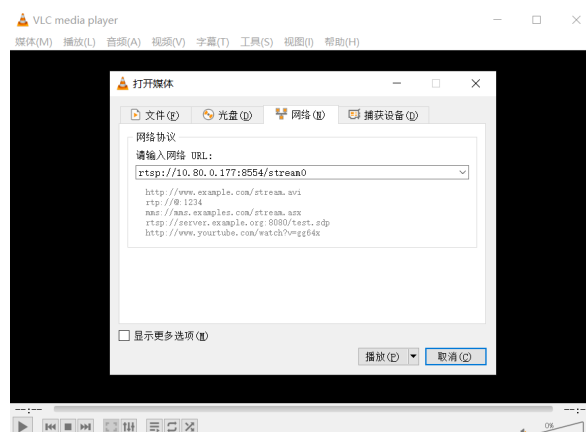 VLC media player
媒体(M) 播放(L) 音频(A) 视频(V) 字幕(T) 工具(S) 视图(I) 帮助(H)
打开媒体
文件(F) 光盘(D) 网络(N) 捕获设备(D)
网络协议
请输入网络 URL:
rtsp://10.80.0.177:8554/stream0
http://www.example.com/stream.avi
rtp://@:1234
mms://mms.examples.com/stream.asx
rtsp://server.example.org:8080/test.sdp
http://www.yourtube.com/watch?v=gg64x
显示更多选项(M)
播放(P) 取消(C)
--:-- --:--
0%